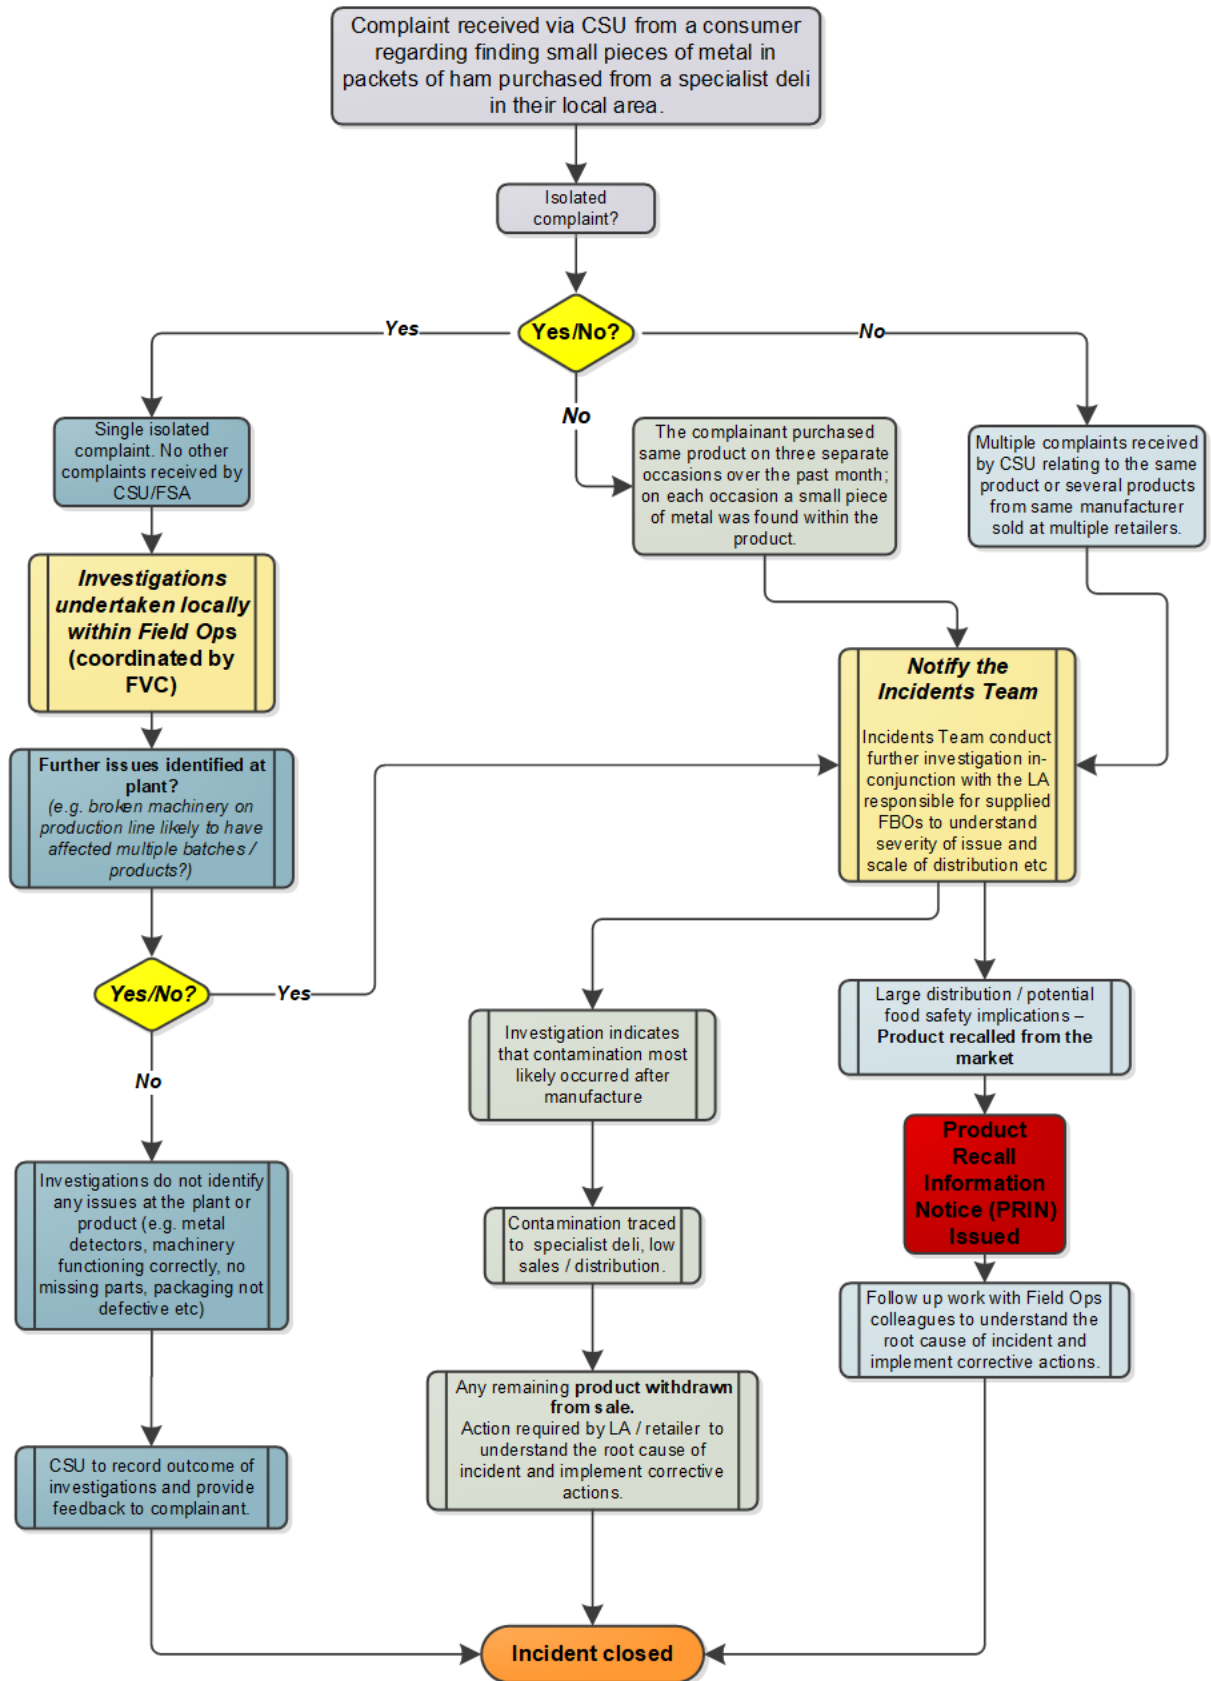 Complaint received via CSU from a consumer
regarding finding small pieces of metal in
packets of ham purchased from a specialist deli
in their local area.
Isolated
complaint?
Yes/No?
Yes
No
No
Single isolated
complaint. No other
complaints received by
CSU/FSA
The complainant purchased
same product on three separate
occasions over the past month;
on each occasion a small piece
of metal was found within the
product.
Multiple complaints received
by CSU relating to the same
product or several products
from same manufacturer
sold at multiple retailers.
Investigations
undertaken locally
within Field Ops
(coordinated by
FVC)
Notify the
Incidents Team
Incidents Team conduct
further investigation in-
conjunction with the LA
responsible for supplied
FBOs to understand
severity of issue and
scale of distribution etc
Further issues identified at
plant?
(e.g. broken machinery on
production line likely to have
affected multiple batches /
products?)
Yes/No?
Yes
No
Investigation indicates
that contamination most
likely occurred after
manufacture
Large distribution / potential
food safety implications –
Product recalled from the
market
Product
Recall
Information
Notice (PRIN)
Issued
Investigations do not identify
any issues at the plant or
product (e.g. metal
detectors, machinery
functioning correctly, no
missing parts, packaging not
defective etc)
Contamination traced
to specialist deli, low
sales / distribution.
Follow up work with Field Ops
colleagues to understand the
root cause of incident and
implement corrective actions.
Any remaining product withdrawn
from sale.
Action required by LA / retailer to
understand the root cause of
incident and implement corrective
actions.
CSU to record outcome of
investigations and provide
feedback to complainant.
Incident closed